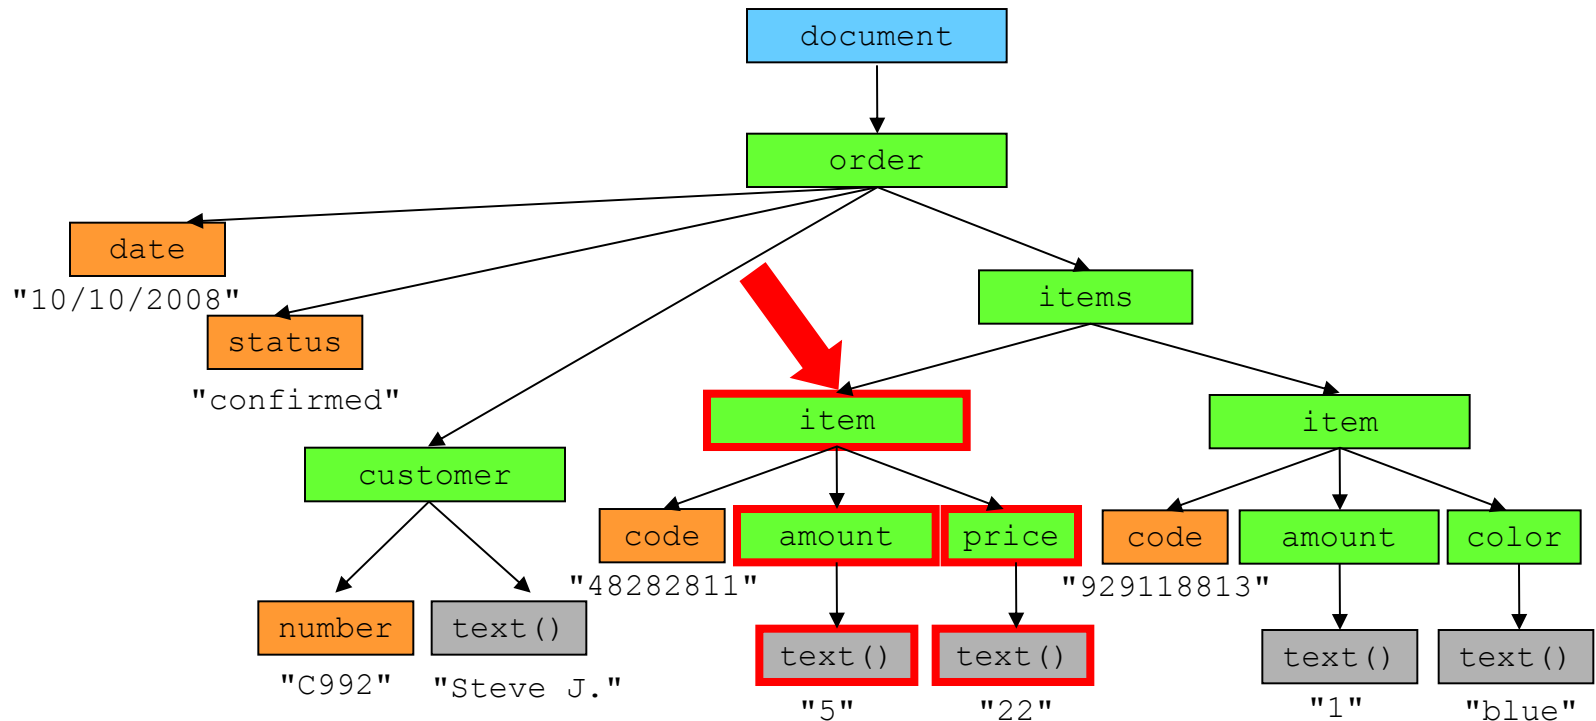 document
order
date
"10/10/2008"
items
status
"confirmed"
item
item
customer
code
amount
price
code
amount
color
"48282811"
"929118813"
number
text()
text()
text()
text()
text()
"C992"
"Steve J."
"5"
"22"
"1"
"blue"